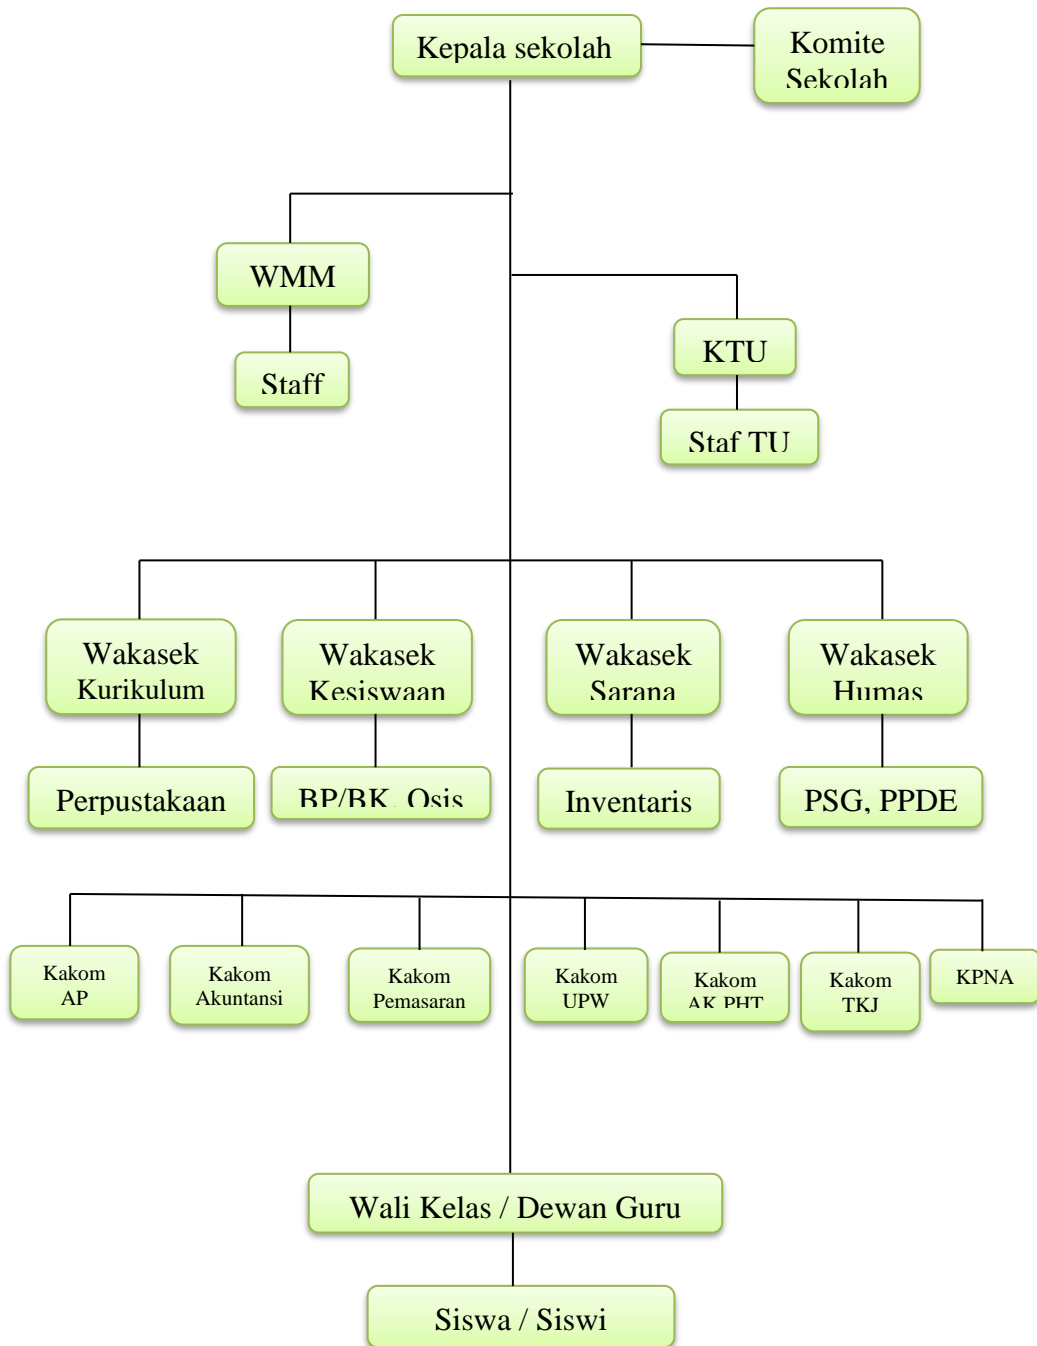 Kepala sekolah
Komite
Sekolah
WMM
KTU
Staff
Staf TU
Wakasek
Kurikulum
Wakasek
Kesiswaan
Wakasek
Sarana
Wakasek
Humas
Perpustakaan
BP/BK, Osis
Inventaris
PSG, PPDE
Kakom
AP
Kakom
Akuntansi
Kakom
Pemasaran
Kakom
UPW
Kakom
AK PHT
Kakom
TKJ
KPNA
Wali Kelas / Dewan Guru
Siswa / Siswi